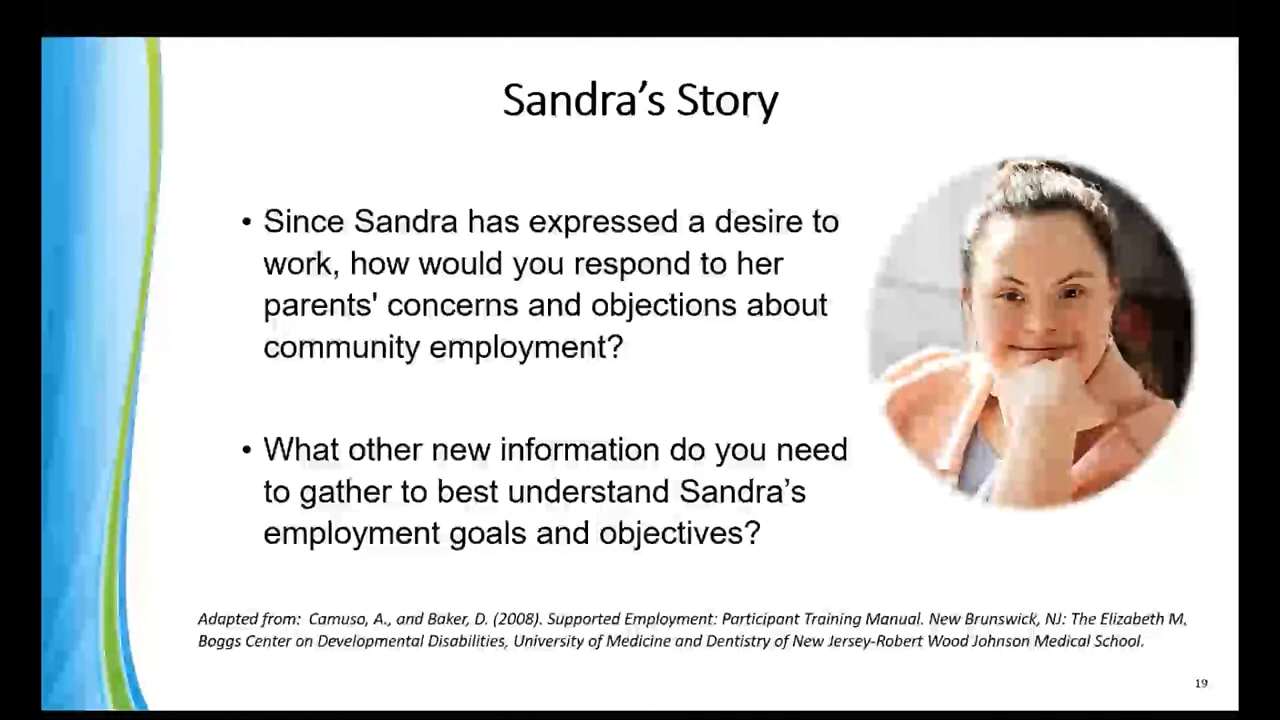 Sandra’s Story
• Since Sandra has expressed a desire to
work, how would you respond to her
parents' concerns and objections about
community employment?
• What other new information do you need
to gather to best understand Sandra’s
employment goals and objectives?
Adapted from: Camuso, A., and Baker, D. (2008). Supported Employment: Participant Training Manual. New Brunswick, NJ: The Elizabeth M.
Boggs Center on Developmental Disabilities, University of Medicine and Dentistry of New Jersey-Robert Wood Johnson Medical School.
19